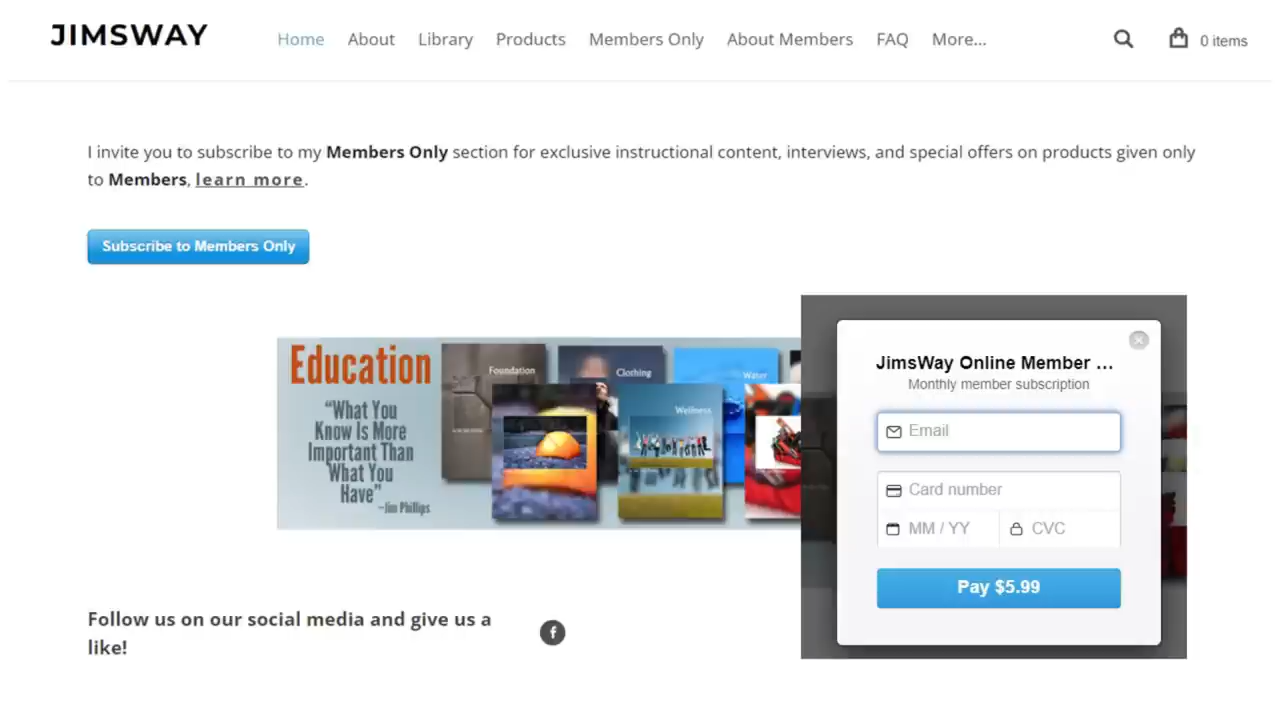 JIMSWAY
Home About Library Products Members Only About Members FAQ More... 0 items
I invite you to subscribe to my Members Only section for exclusive instructional content, interviews, and special offers on products given only
to Members, learn more.
Subscribe to Members Only
Education
“What You
Know Is More
Important Than
What You
Have”
~Jim Phillips
Foundation
Clothing
Water
Wellness
JimsWay Online Member ...
Monthly member subscription
Email
Card number
MM / YY CVC
Pay $5.99
Follow us on our social media and give us a
like!